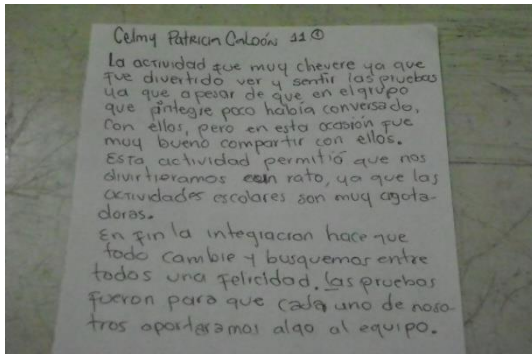 Celmy Patricia CalDón 11①
La actividad fue muy chevere ya que
fue divertido ver y sentir las pruebas
ya que apesar de que en el grupo
que integre poco había conversado,
con ellos, pero en esta ocasión fue
muy bueno compartir con ellos.
Esta, actividad permitió que nos
divirtieramos un rato, ya que las
actividades escolares son muy agota-
doras.
En fin la integracion hace que
todo cambie y busquemos entre
todos una felicidad. Las pruebas
fueron para que cada uno de noso-
tros aportaramos algo al equipo.